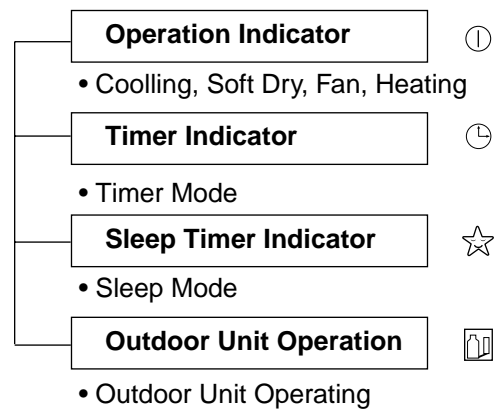 Operation Indicator
• Coolling, Soft Dry, Fan, Heating
Timer Indicator
• Timer Mode
Sleep Timer Indicator
• Sleep Mode
Outdoor Unit Operation
• Outdoor Unit Operating